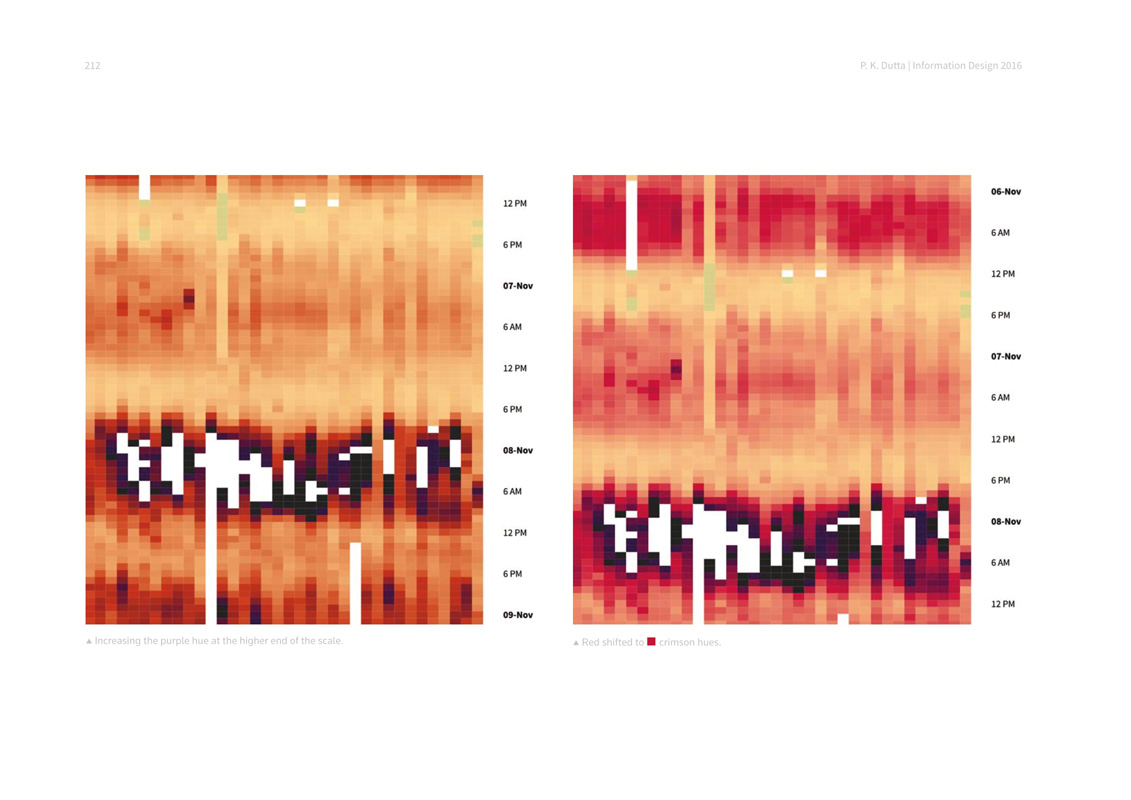 212
P. K. Dutta | Information Design 2016
12 PM
6 PM
07-Nov
6 AM
12 PM
6 PM
08-Nov
6 AM
12 PM
6 PM
09-Nov
▲ Increasing the purple hue at the higher end of the scale.
06-Nov
6 AM
12 PM
6 PM
07-Nov
6 AM
12 PM
6 PM
08-Nov
6 AM
12 PM
▲ Red shifted to ■ crimson hues.